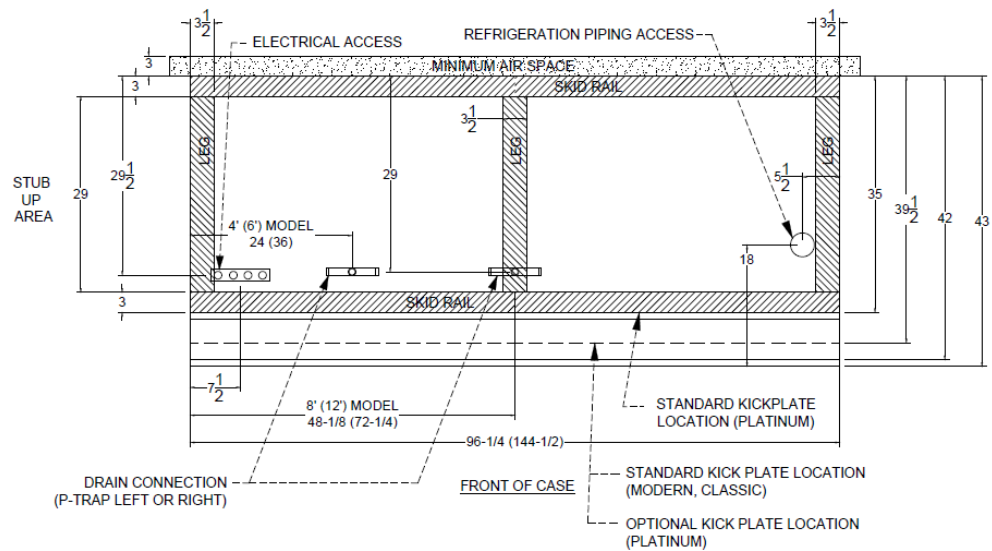 3 1/2
ELECTRICAL ACCESS
REFRIGERATION PIPING ACCESS
3 1/2
3
MINIMUM AIR SPACE
3
SKID RAIL
LEG
3 1/2
LEG
LEG
STUB
UP
AREA
29
29 1/2
29
5 1/2
35
39 1/2
42
43
4' (6') MODEL
24 (36)
18
3
SKID RAIL
7 1/2
8' (12') MODEL
48-1/8 (72-1/4)
96-1/4 (144-1/2)
STANDARD KICKPLATE
LOCATION (PLATINUM)
DRAIN CONNECTION
(P-TRAP LEFT OR RIGHT)
FRONT OF CASE
STANDARD KICK PLATE LOCATION
(MODERN, CLASSIC)
OPTIONAL KICK PLATE LOCATION
(PLATINUM)